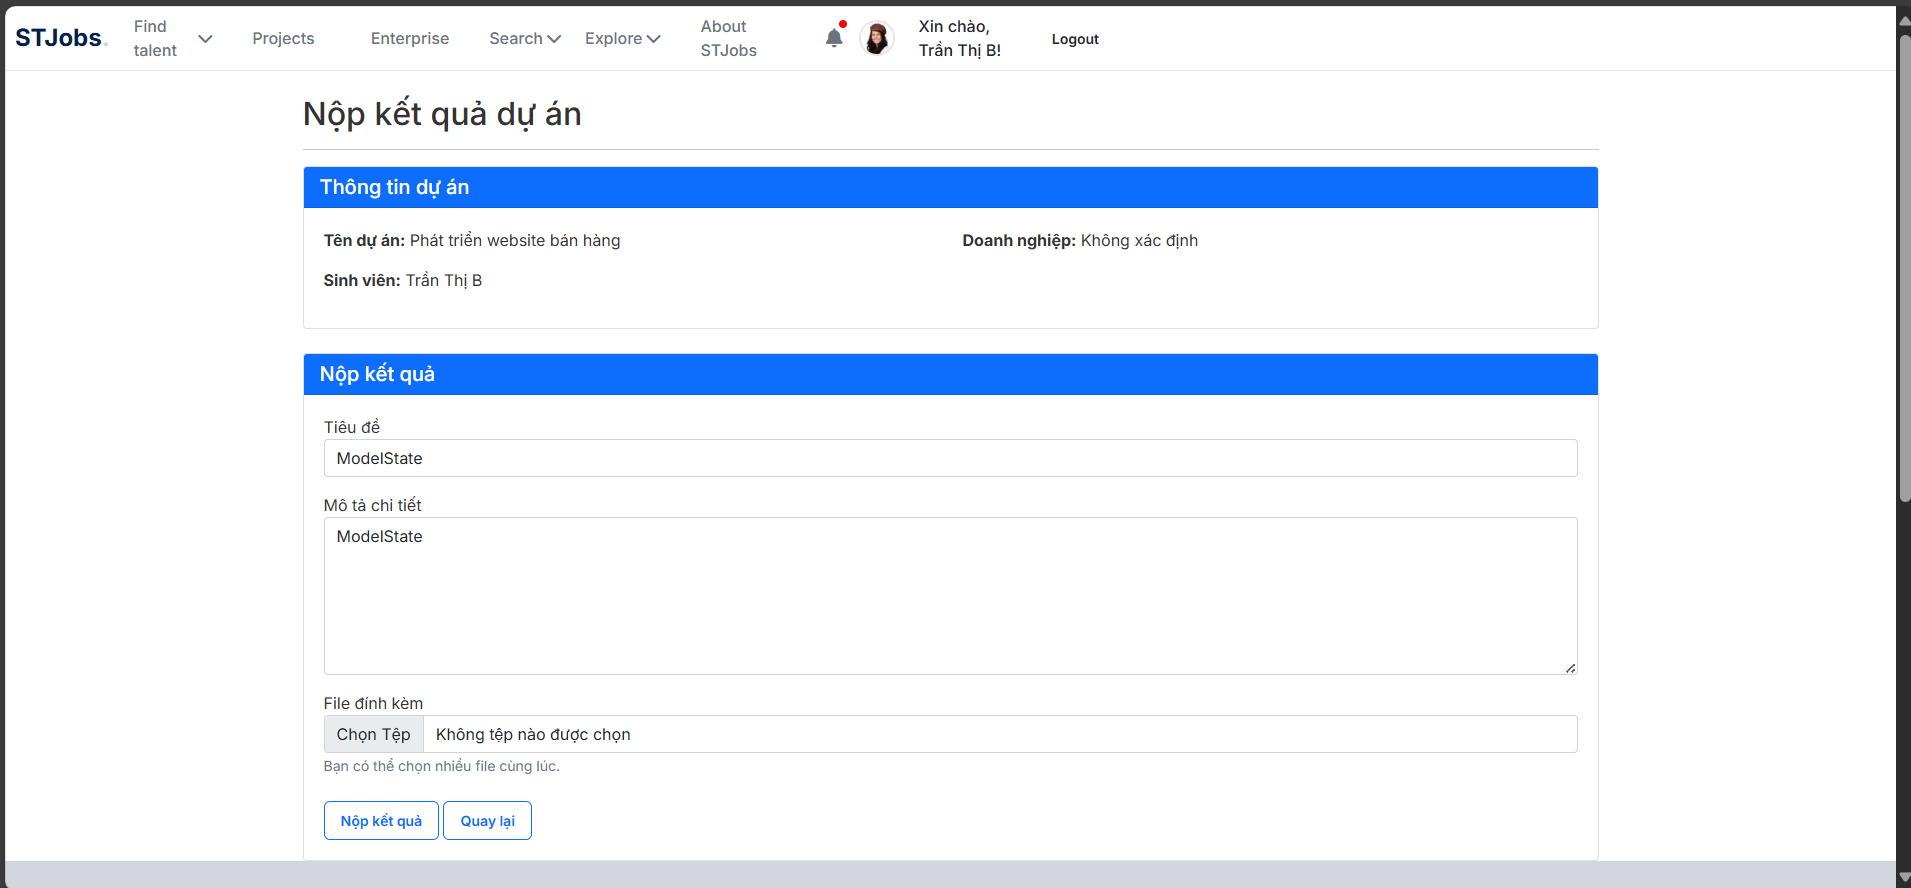 STJobs.
Find talent
Projects
Enterprise
Search
Explore
About STJobs
Xin chào, Trần Thị B!
Logout
Nộp kết quả dự án
Thông tin dự án
Tên dự án: Phát triển website bán hàng
Doanh nghiệp: Không xác định
Sinh viên: Trần Thị B
Nộp kết quả
Tiêu đề
ModelState
Mô tả chi tiết
ModelState
File đính kèm
Chọn Tệp Không tệp nào được chọn
Bạn có thể chọn nhiều file cùng lúc.
Nộp kết quả
Quay lại